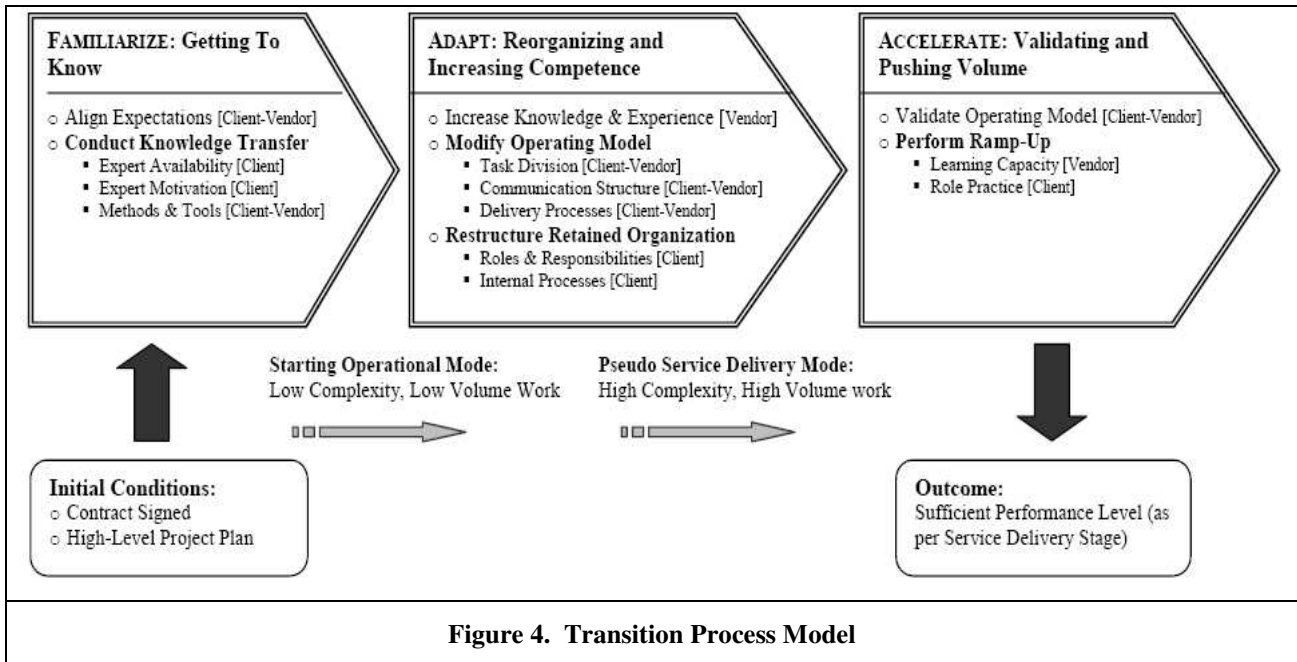 FAMILIARIZE: Getting To
Know
○ Align Expectations [Client-Vendor]
○ Conduct Knowledge Transfer
▪ Expert Availability [Client]
▪ Expert Motivation [Client]
▪ Methods & Tools [Client-Vendor]
ADAPT: Reorganizing and
Increasing Competence
○ Increase Knowledge & Experience [Vendor]
○ Modify Operating Model
▪ Task Division [Client-Vendor]
▪ Communication Structure [Client-Vendor]
▪ Delivery Processes [Client-Vendor]
○ Restructure Retained Organization
▪ Roles & Responsibilities [Client]
▪ Internal Processes [Client]
ACCELERATE: Validating and
Pushing Volume
○ Validate Operating Model [Client-Vendor]
○ Perform Ramp-Up
▪ Learning Capacity [Vendor]
▪ Role Practice [Client]
Starting Operational Mode:
Low Complexity, Low Volume Work
Pseudo Service Delivery Mode:
High Complexity, High Volume work
Initial Conditions:
○ Contract Signed
○ High-Level Project Plan
Outcome:
Sufficient Performance Level (as
per Service Delivery Stage)
Figure 4. Transition Process Model